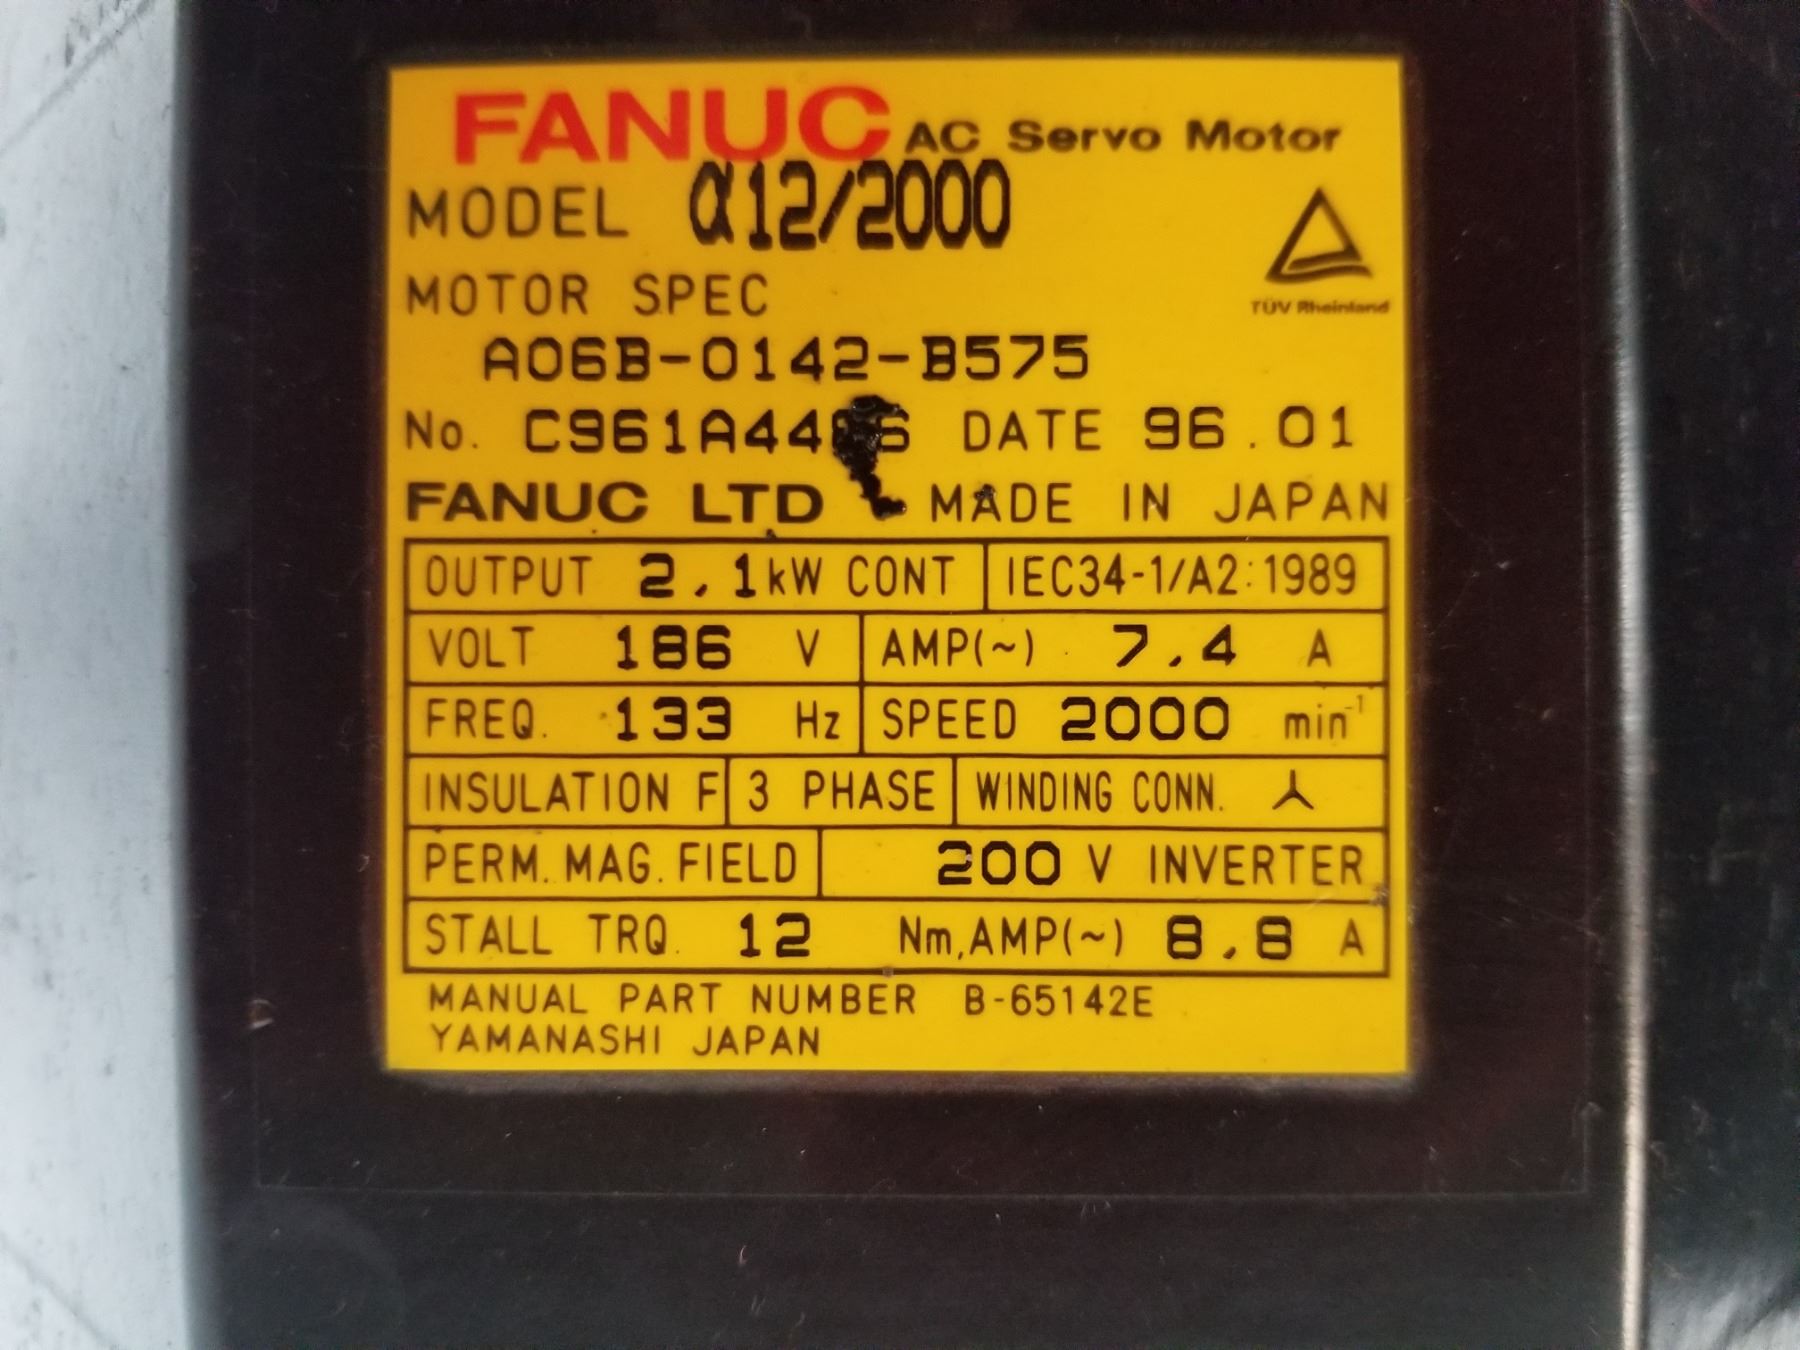 FANUC AC Servo Motor
MODEL α12/2000
TÜV Rheinland
MOTOR SPEC
A06B-0142-B575
No. DATE 96.01
FANUC LTD MADE IN JAPAN
OUTPUT 2.1kW CONT IEC34-1/A2:1989
VOLT 186 V AMP(~) 7.4 A
FREQ. 133 Hz SPEED 2000 min⁻¹
INSULATION F 3 PHASE WINDING CONN.
PERM.MAG.FIELD 200 V INVERTER
STALL TRQ. 12 Nm,AMP(~) 8.8 A
MANUAL PART NUMBER B-65142E
YAMANASHI JAPAN